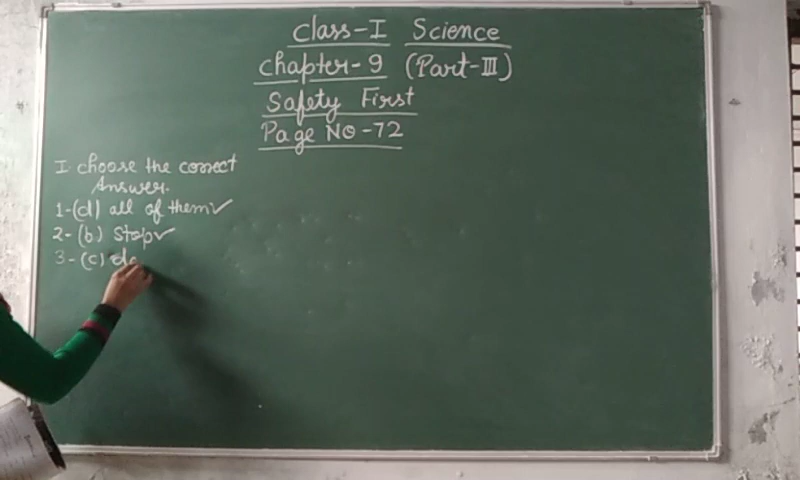 Class-I Science
Chapter-9 (Part-III)
Safety First
Page No-72
I choose the correct
Answer.
1-(d) all of them✓
2-(b) Stop✓
3-(c)